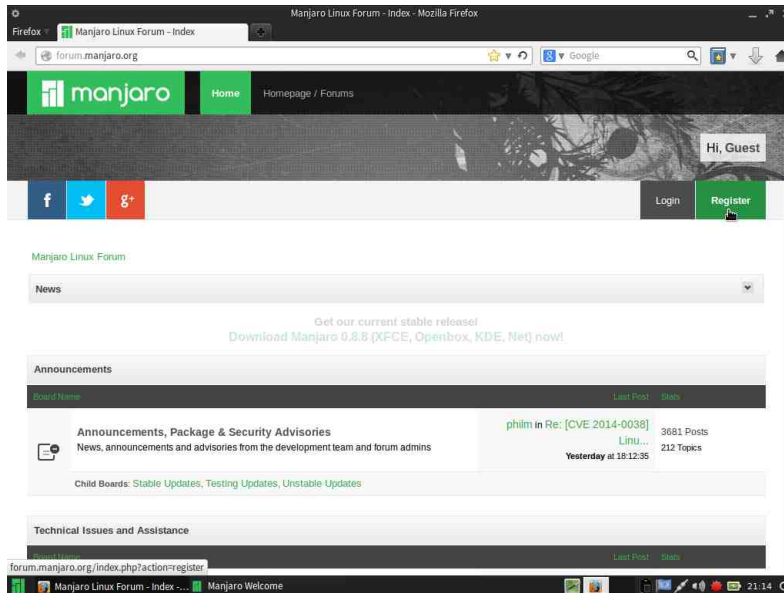 Manjaro Linux Forum - Index - Mozilla Firefox
Firefox
Manjaro Linux Forum - Index
forum.manjaro.org
Google
manjaro
Home
Homepage / Forums
Hi, Guest
f
g+
Login
Register
Manjaro Linux Forum
News
Get our current stable release!
Download Manjaro 0.8.8 (XFCE, Openbox, KDE, Net) now!
Announcements
Board Name
Last Post
Stats
Announcements, Package & Security Advisories
News, announcements and advisories from the development team and forum admins
philm in Re: [CVE 2014-0038]
Linu...
Yesterday at 18:12:35
3681 Posts
212 Topics
Child Boards: Stable Updates, Testing Updates, Unstable Updates
Technical Issues and Assistance
Board Name
Last Post
Stats
forum.manjaro.org/index.php?action=register
Manjaro Linux Forum - Index -...
Manjaro Welcome
21:14